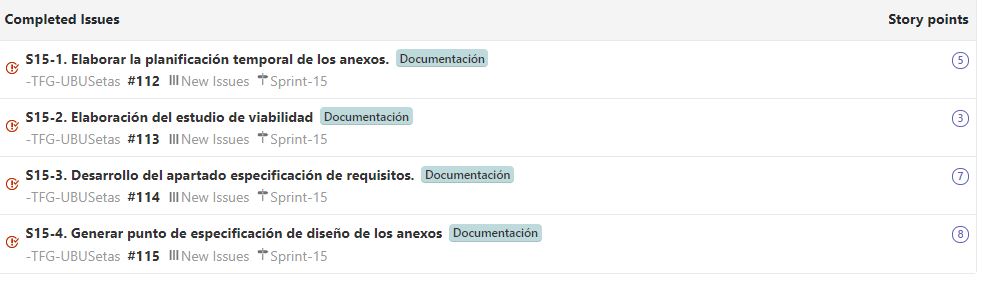 Completed Issues Story points
S15-1. Elaborar la planificación temporal de los anexos. Documentación 5
-TFG-UBUSetas #112 New Issues Sprint-15
S15-2. Elaboración del estudio de viabilidad Documentación 3
-TFG-UBUSetas #113 New Issues Sprint-15
S15-3. Desarrollo del apartado especificación de requisitos. Documentación 7
-TFG-UBUSetas #114 New Issues Sprint-15
S15-4. Generar punto de especificación de diseño de los anexos Documentación 8
-TFG-UBUSetas #115 New Issues Sprint-15